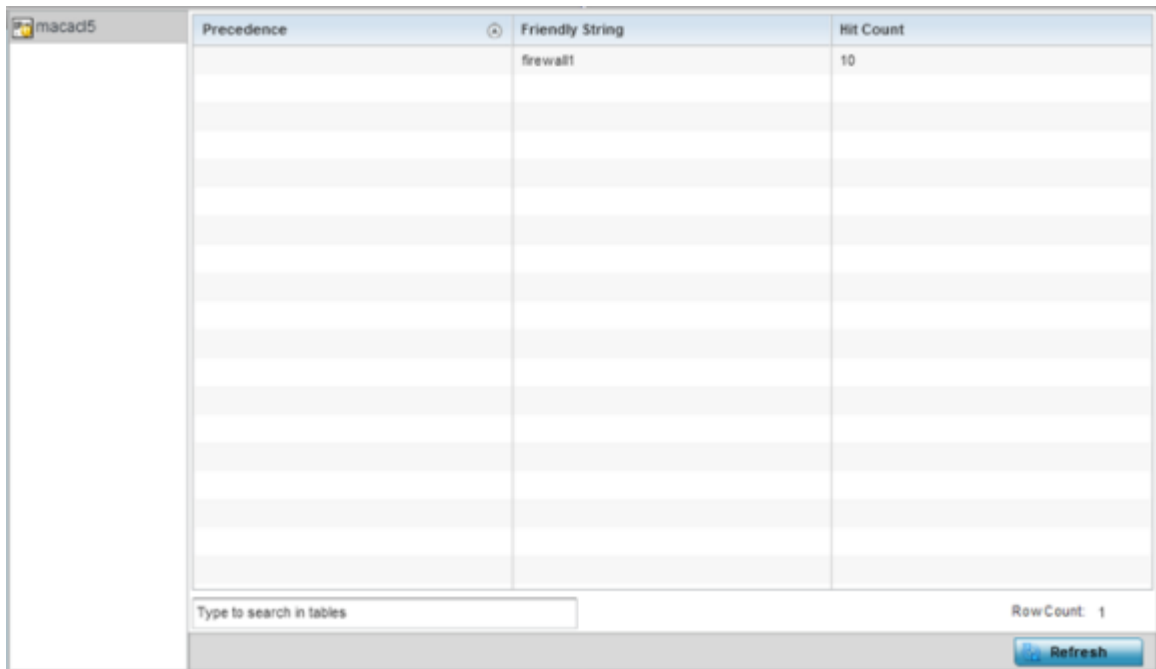 macacl5
Precedence Friendly String Hit Count
firewall1 10
Type to search in tables
Row Count: 1
Refresh